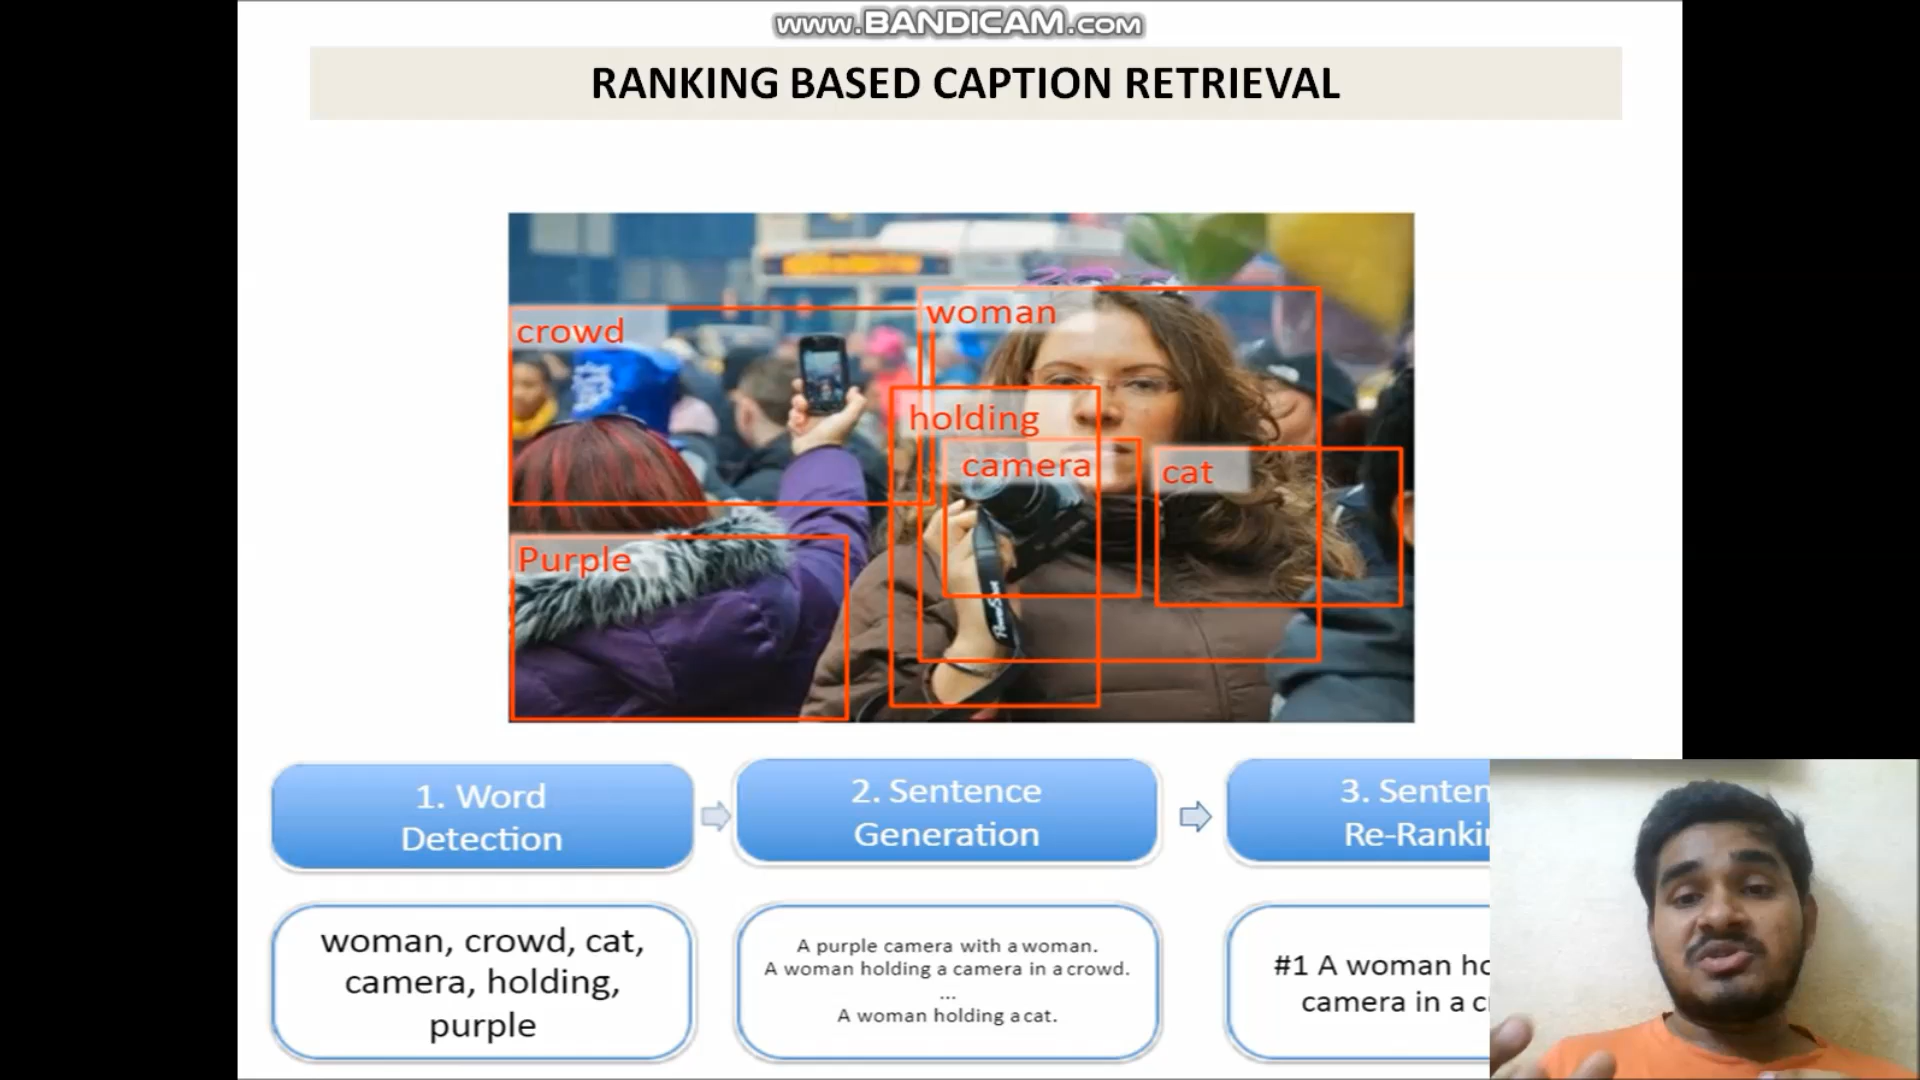 www.BANDICAM.com
RANKING BASED CAPTION RETRIEVAL
crowd
woman
holding
camera
cat
Purple
PowerShot
1. Word
Detection
2. Sentence
Generation
3. Senten
Re-Rankin
woman, crowd, cat,
camera, holding,
purple
A purple camera with a woman.
A woman holding a camera in a crowd.
...
A woman holding a cat.
#1 A woman ho
camera in a c